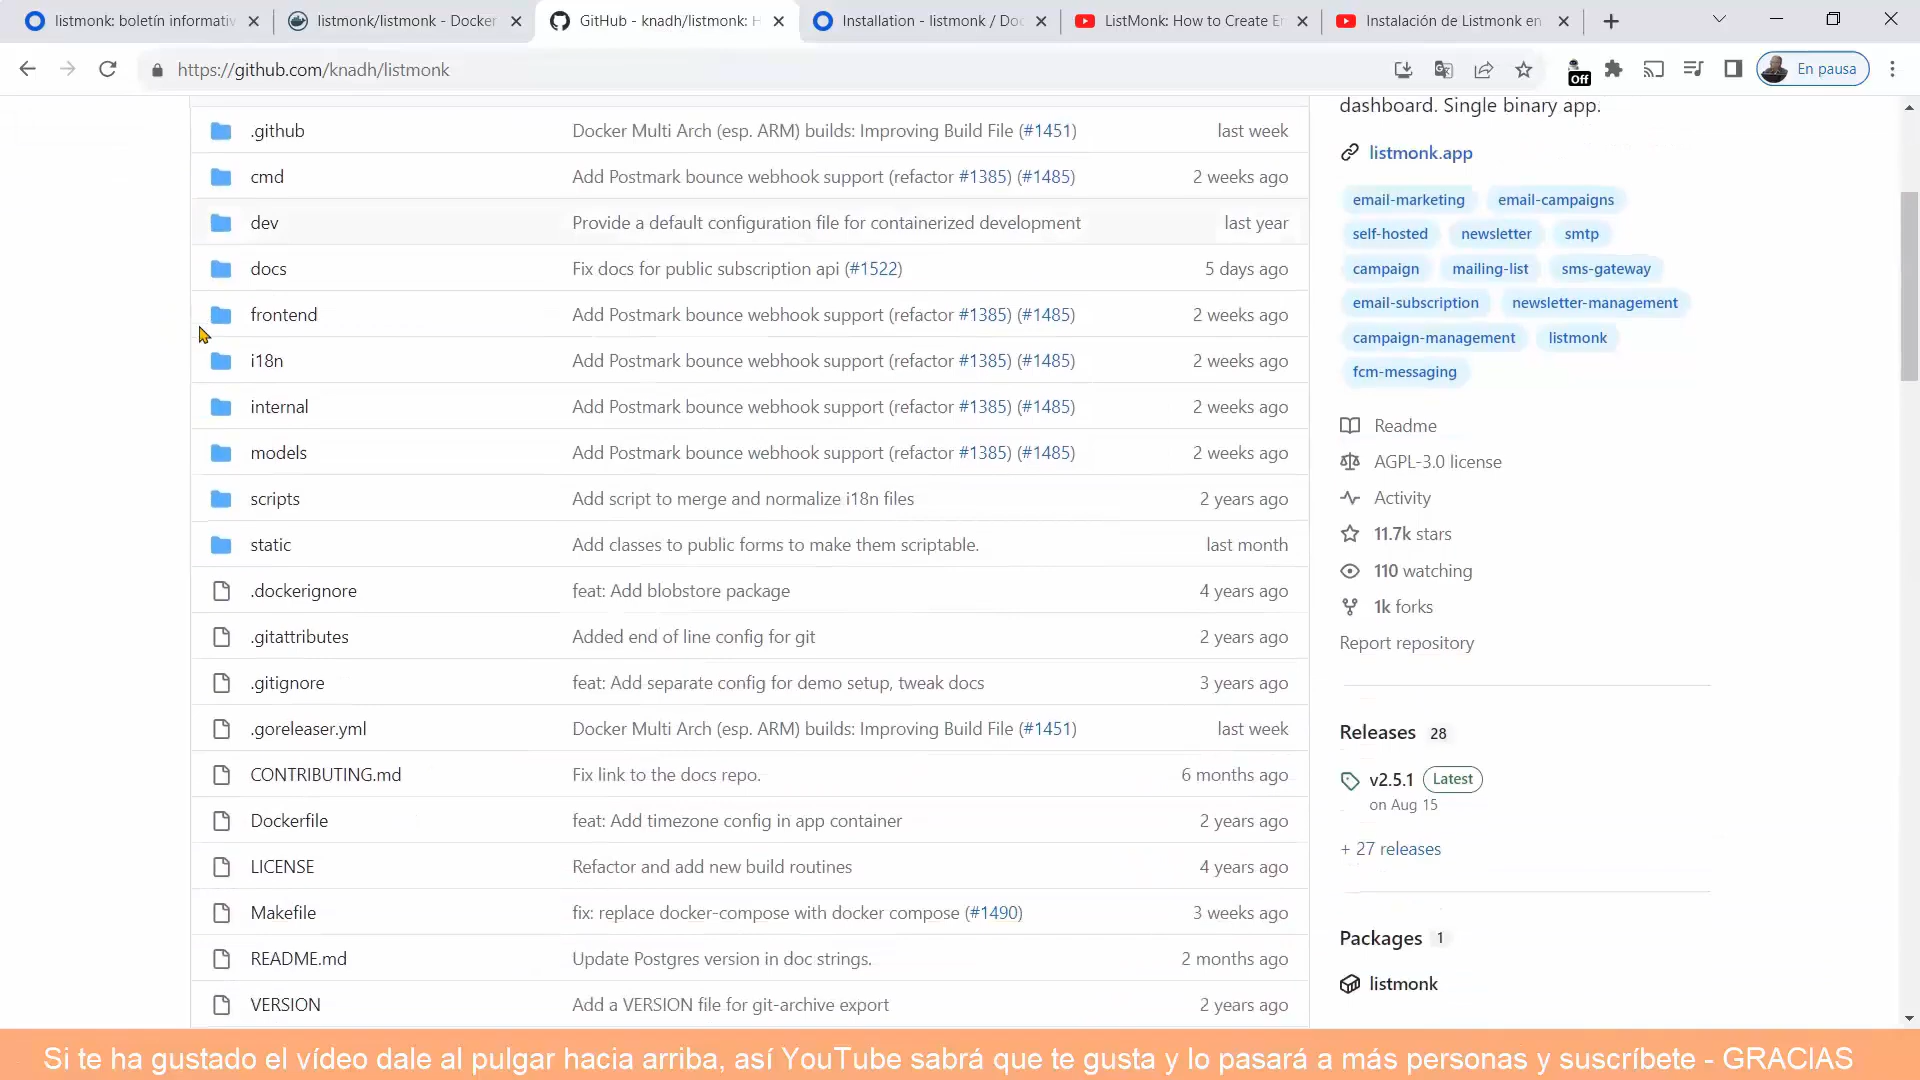 listmonk: boletín informativ
listmonk/listmonk - Docker
GitHub - knadh/listmonk: H
Installation - listmonk / Doc
ListMonk: How to Create E
Instalación de Listmonk en
https://github.com/knadh/listmonk
Off
En pausa
.github Docker Multi Arch (esp. ARM) builds: Improving Build File (#1451) last week
cmd Add Postmark bounce webhook support (refactor #1385) (#1485) 2 weeks ago
dev Provide a default configuration file for containerized development last year
docs Fix docs for public subscription api (#1522) 5 days ago
frontend Add Postmark bounce webhook support (refactor #1385) (#1485) 2 weeks ago
i18n Add Postmark bounce webhook support (refactor #1385) (#1485) 2 weeks ago
internal Add Postmark bounce webhook support (refactor #1385) (#1485) 2 weeks ago
models Add Postmark bounce webhook support (refactor #1385) (#1485) 2 weeks ago
scripts Add script to merge and normalize i18n files 2 years ago
static Add classes to public forms to make them scriptable. last month
.dockerignore feat: Add blobstore package 4 years ago
.gitattributes Added end of line config for git 2 years ago
.gitignore feat: Add separate config for demo setup, tweak docs 3 years ago
.goreleaser.yml Docker Multi Arch (esp. ARM) builds: Improving Build File (#1451) last week
CONTRIBUTING.md Fix link to the docs repo. 6 months ago
Dockerfile feat: Add timezone config in app container 2 years ago
LICENSE Refactor and add new build routines 4 years ago
Makefile fix: replace docker-compose with docker compose (#1490) 3 weeks ago
README.md Update Postgres version in doc strings. 2 months ago
VERSION Add a VERSION file for git-archive export 2 years ago
dashboard. Single binary app.
listmonk.app
email-marketing email-campaigns
self-hosted newsletter smtp
campaign mailing-list sms-gateway
email-subscription newsletter-management
campaign-management listmonk
fcm-messaging
Readme
AGPL-3.0 license
Activity
11.7k stars
110 watching
1k forks
Report repository
Releases 28
v2.5.1 Latest
on Aug 15
+ 27 releases
Packages 1
listmonk
Si te ha gustado el vídeo dale al pulgar hacia arriba, así YouTube sabrá que te gusta y lo pasará a más personas y suscríbete - GRACIAS